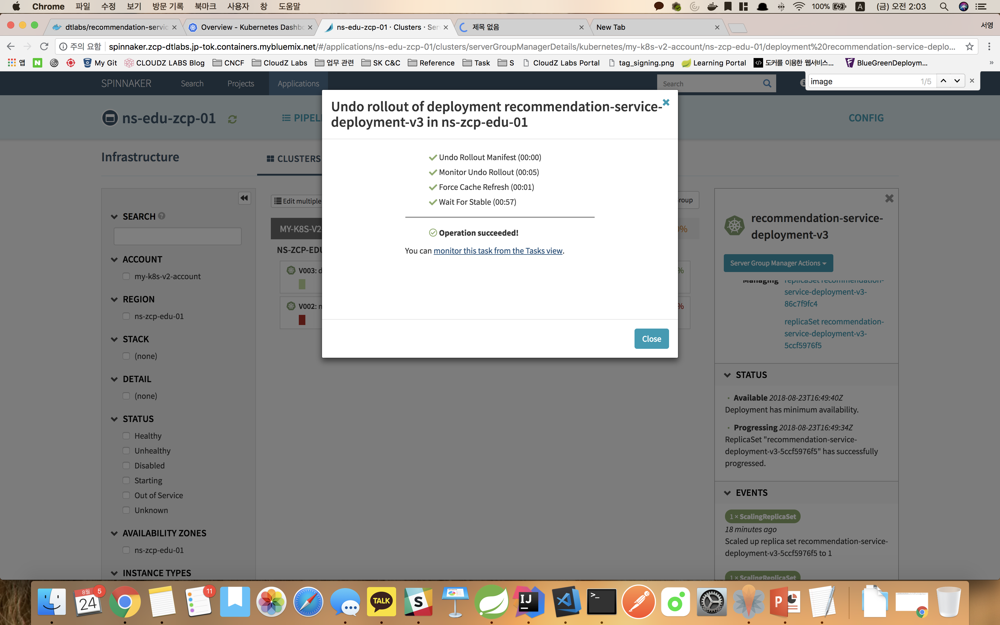 Chrome 파일 수정 보기 방문 기록 북마크 사용자 창 도움말 100% A (금) 오전 2:03
dtlabs/recommendation-servic Overview - Kubernetes Dashbo ns-edu-zcp-01 · Clusters · Ser 제목 없음 New Tab 서영
주의 요함 spinnaker.zcp-dtlabs.jp-tok.containers.mybluemix.net/#/applications/ns-edu-zcp-01/clusters/serverGroupManagerDetails/kubernetes/my-k8s-v2-account/ns-zcp-edu-01/deployment%20recommendation-service-deplo...
앱 N My Git CLOUDZ LABS Blog CNCF CloudZ Labs 업무 관련 SK C&C Reference Task S CloudZ Labs Portal tag_signing.png Learning Portal 도커를 이용한 웹서비스... BlueGreenDeploym... »
image 1/5
SPINNAKER Search Projects Applications Search
ns-edu-zcp-01 PIPEL CONFIG
Undo rollout of deployment recommendation-service-
deployment-v3 in ns-zcp-edu-01
Undo Rollout Manifest (00:00)
Monitor Undo Rollout (00:05)
Force Cache Refresh (00:01)
Wait For Stable (00:57)
Operation succeeded!
You can monitor this task from the Tasks view.
Close
Infrastructure CLUSTERS
Edit multiple roup
MY-K8S-V2 %
NS-ZCP-EDU
V003: d %
V002: n %
SEARCH
ACCOUNT
my-k8s-v2-account
REGION
ns-zcp-edu-01
STACK
(none)
DETAIL
(none)
STATUS
Healthy
Unhealthy
Disabled
Starting
Out of Service
Unknown
AVAILABILITY ZONES
ns-zcp-edu-01
INSTANCE TYPES
recommendation-service-
deployment-v3
Server Group Manager Actions
Managing replicaSet recommendation-
service-deployment-v3-
86c7f9fc4
replicaSet recommendation-
service-deployment-v3-
5ccf5976f5
STATUS
Available 2018-08-23T16:49:40Z
Deployment has minimum availability.
Progressing 2018-08-23T16:49:34Z
ReplicaSet "recommendation-service-
deployment-v3-5ccf5976f5" has successfully
progressed.
EVENTS
1 × ScalingReplicaSet
18 minutes ago
Scaled up replica set recommendation-service-
deployment-v3-5ccf5976f5 to 1
1 × ScalingReplicaSet
8월 24 5 11 TALK S IJ >_ P